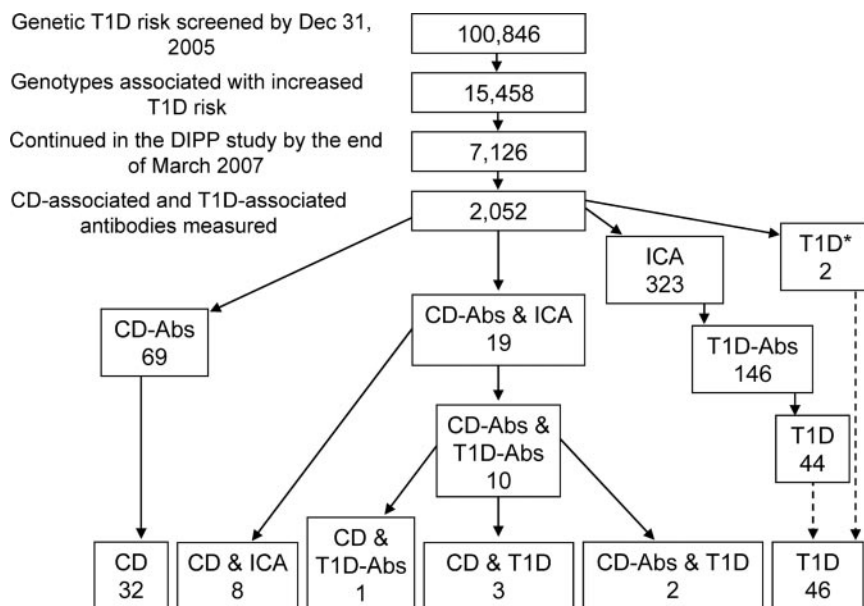 Genetic T1D risk screened by Dec 31,
2005
100,846
Genotypes associated with increased
T1D risk
15,458
Continued in the DIPP study by the end
of March 2007
7,126
CD-associated and T1D-associated
antibodies measured
2,052
T1D*
2
ICA
323
CD-Abs
69
CD-Abs & ICA
19
T1D-Abs
146
CD-Abs &
T1D-Abs
10
T1D
44
CD
32
CD & ICA
8
CD &
T1D-Abs
1
CD & T1D
3
CD-Abs & T1D
2
T1D
46